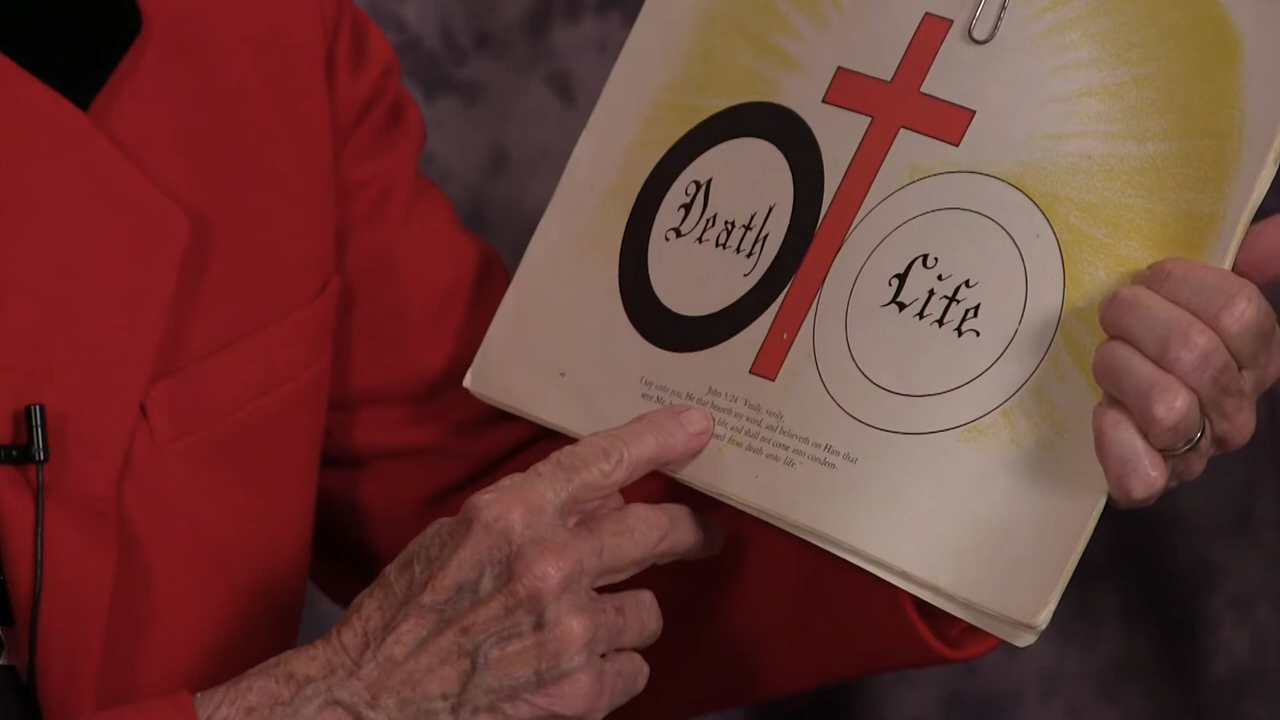 Death
Life
John 5:24 "Verily, verily,
I say unto you, He that heareth my word, and believeth on Him that
sent Me, life, and shall not come into condem-
from death unto life."